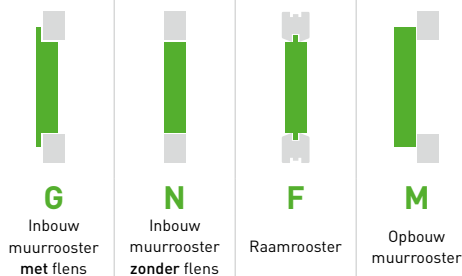 G
Inbouw
muurrooster
met flens
N
Inbouw
muurrooster
zonder flens
F
Raamrooster
M
Opbouw
muurrooster